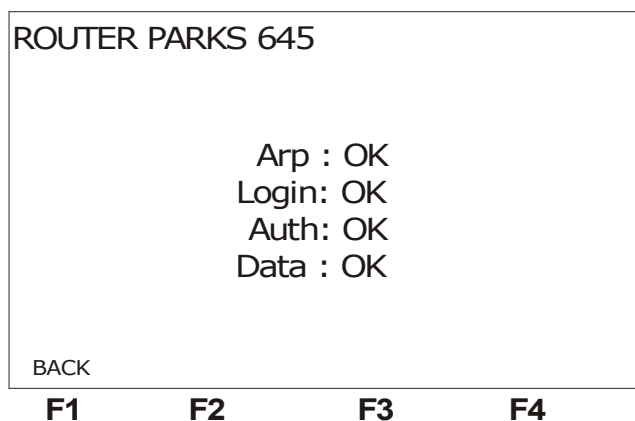 ROUTER PARKS 645
Arp : OK
Login: OK
Auth: OK
Data : OK
BACK
F1 F2 F3 F4